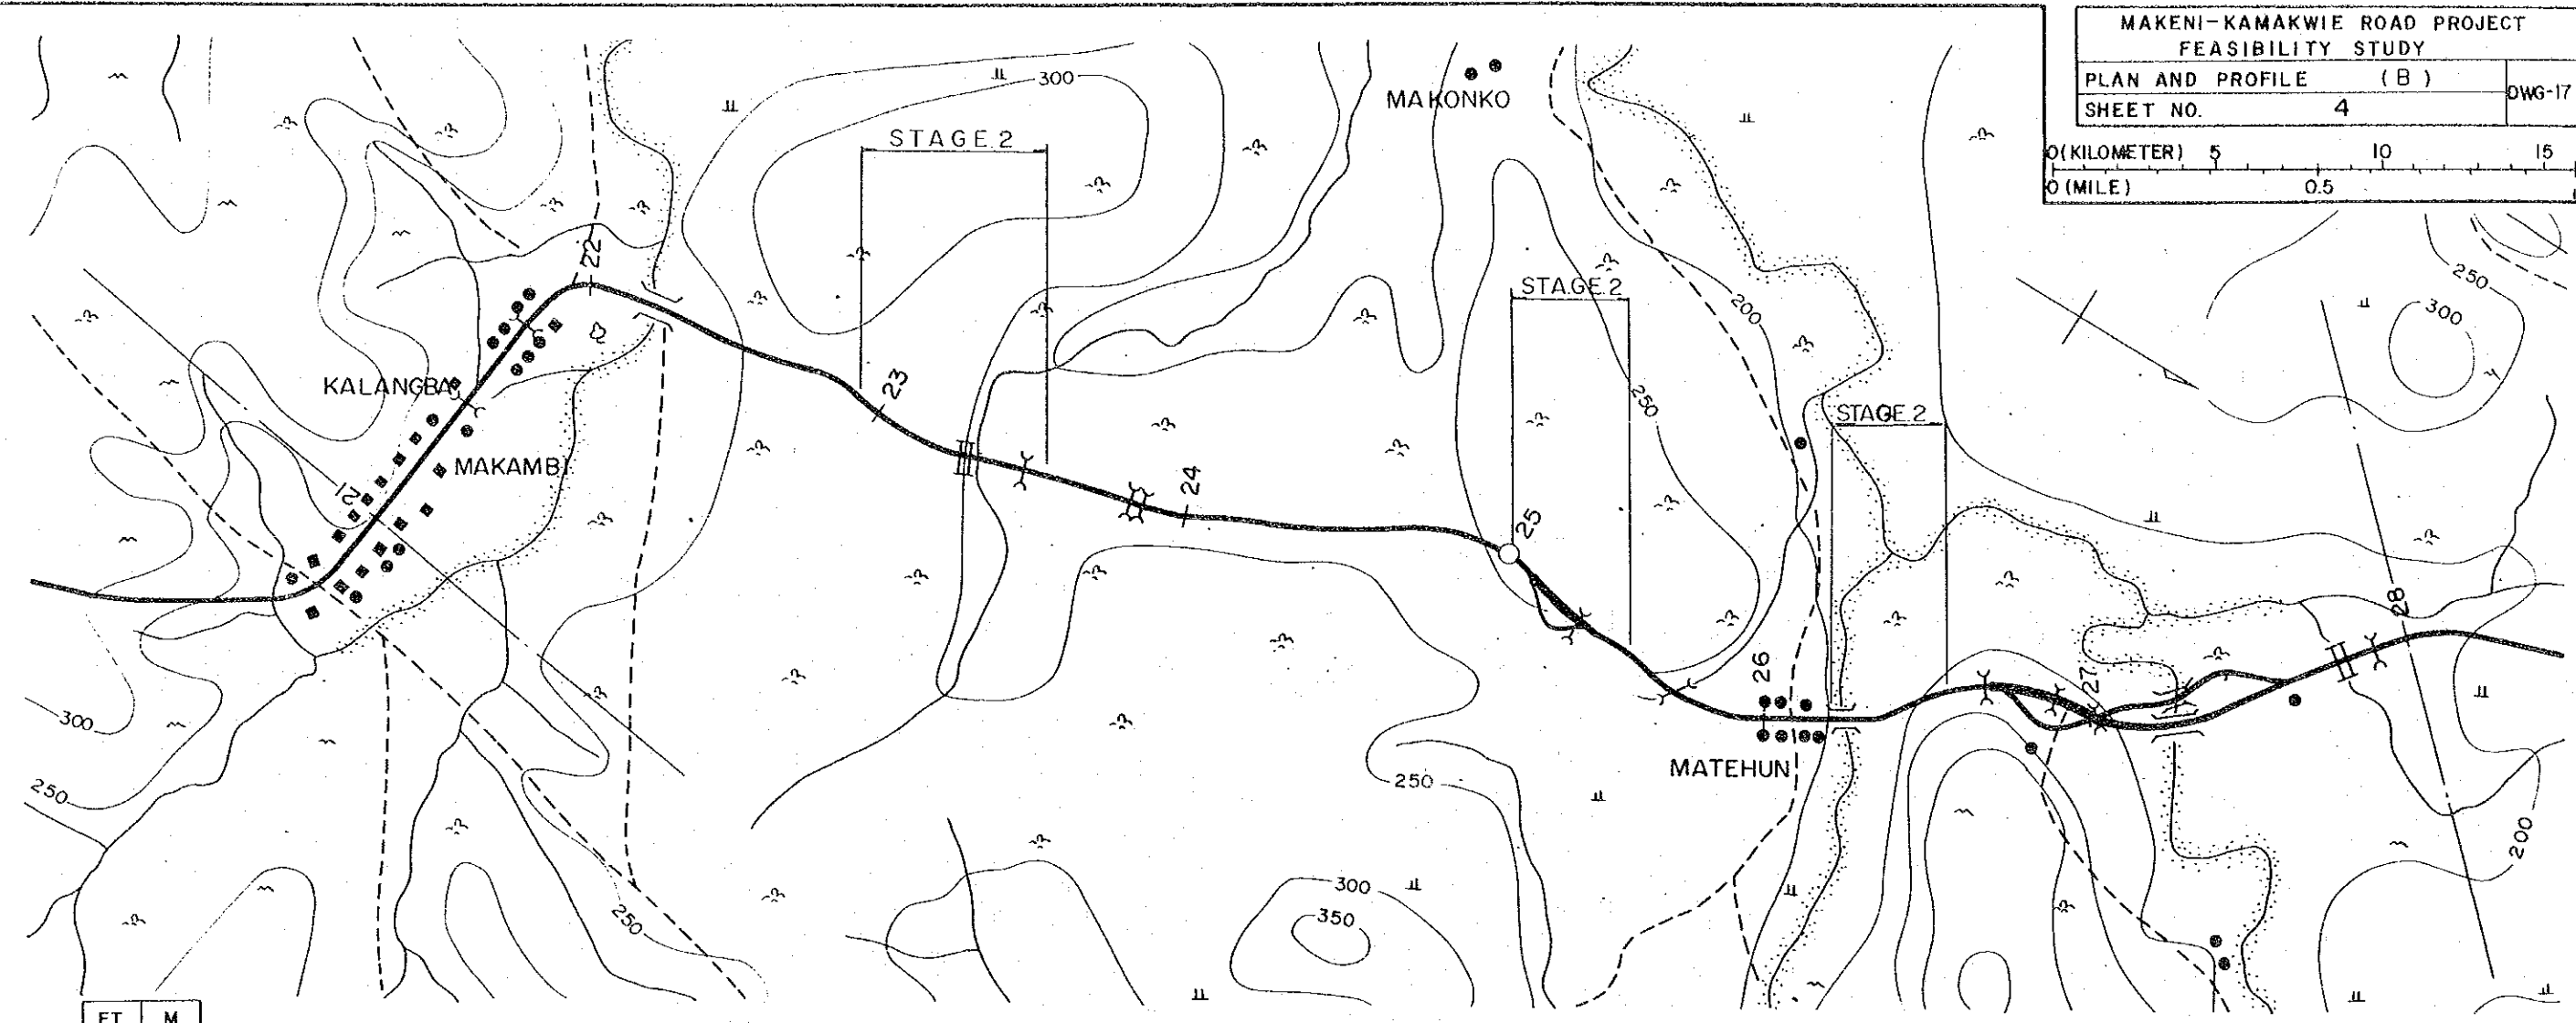 MAKENI-KAMAKWIE ROAD PROJECT
FEASIBILITY STUDY
PLAN AND PROFILE (B)
DWG-17
SHEET NO. 4
0(KILOMETER) 5 10 15
0(MILE) 0.5
300
MAKONKO
STAGE.2
22
250
STAGE.2
200
300
KALANGBA
23
250
STAGE.2
MAKAMBI
21
24
25
28
26
27
300
MATEHUN
250
250
200
300
350
250
FT M